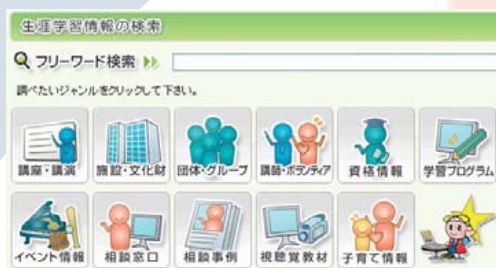 生涯学習情報の検索
フリーワード検索
調べたいジャンルをクリックして下さい。
講座・講演 施設・文化財 団体・グループ 講師・ボランティア 資格情報 学習プログラム
イベント情報 相談窓口 相談事例 視聴覚教材 子育て情報